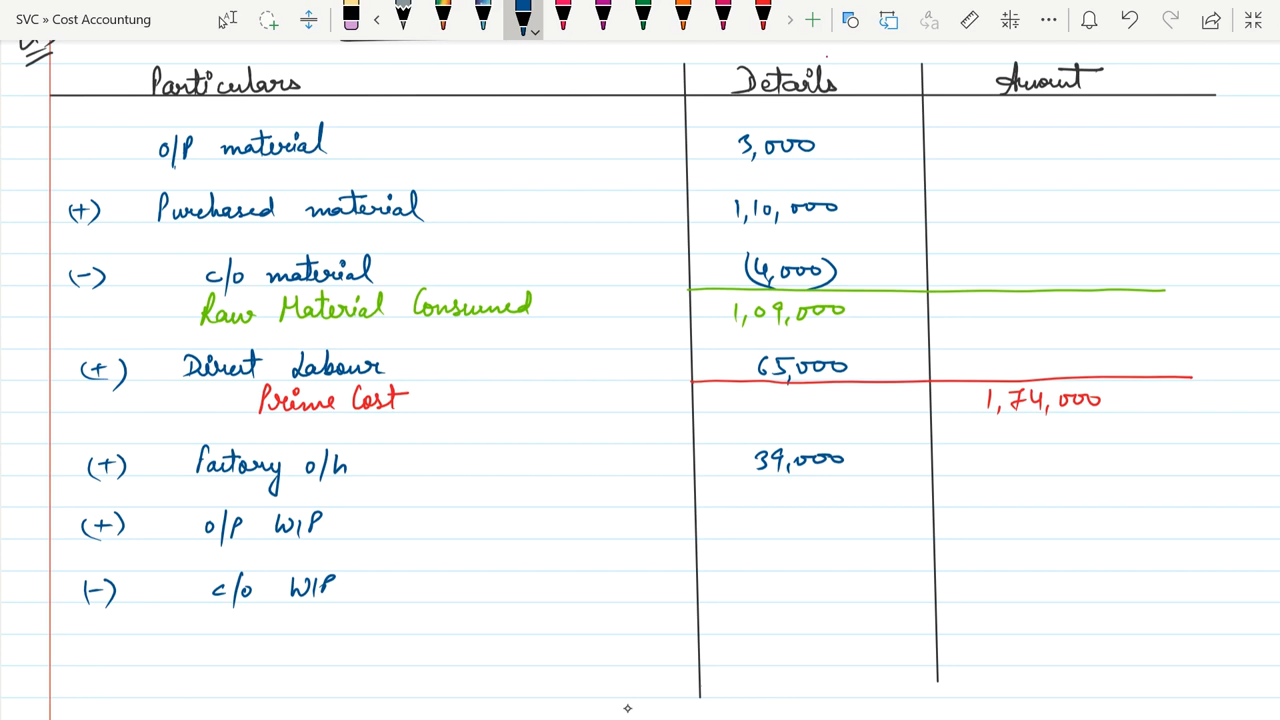 SVC » Cost Accountung
Particulars Details Amount
O/P material 3,000
(+) Purchased material 1,10,000
(-) c/o material (4,000)
Raw Material Consumed 1,09,000
(+) Direct Labour 65,000
Prime Cost 1,74,000
(+) Factory o/h 39,000
(+) O/P WIP
(-) c/o WIP